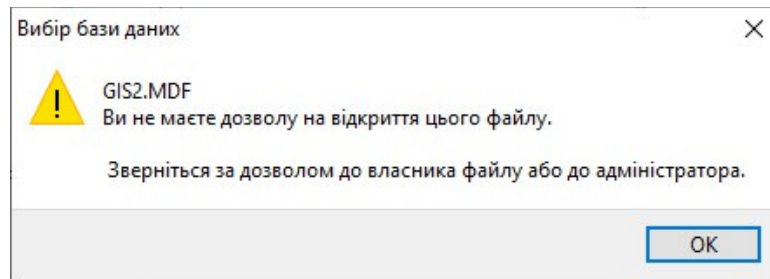 Вибір бази даних
GIS2.MDF
Ви не маєте дозволу на відкриття цього файлу.
Зверніться за дозволом до власника файлу або до адміністратора.
OK